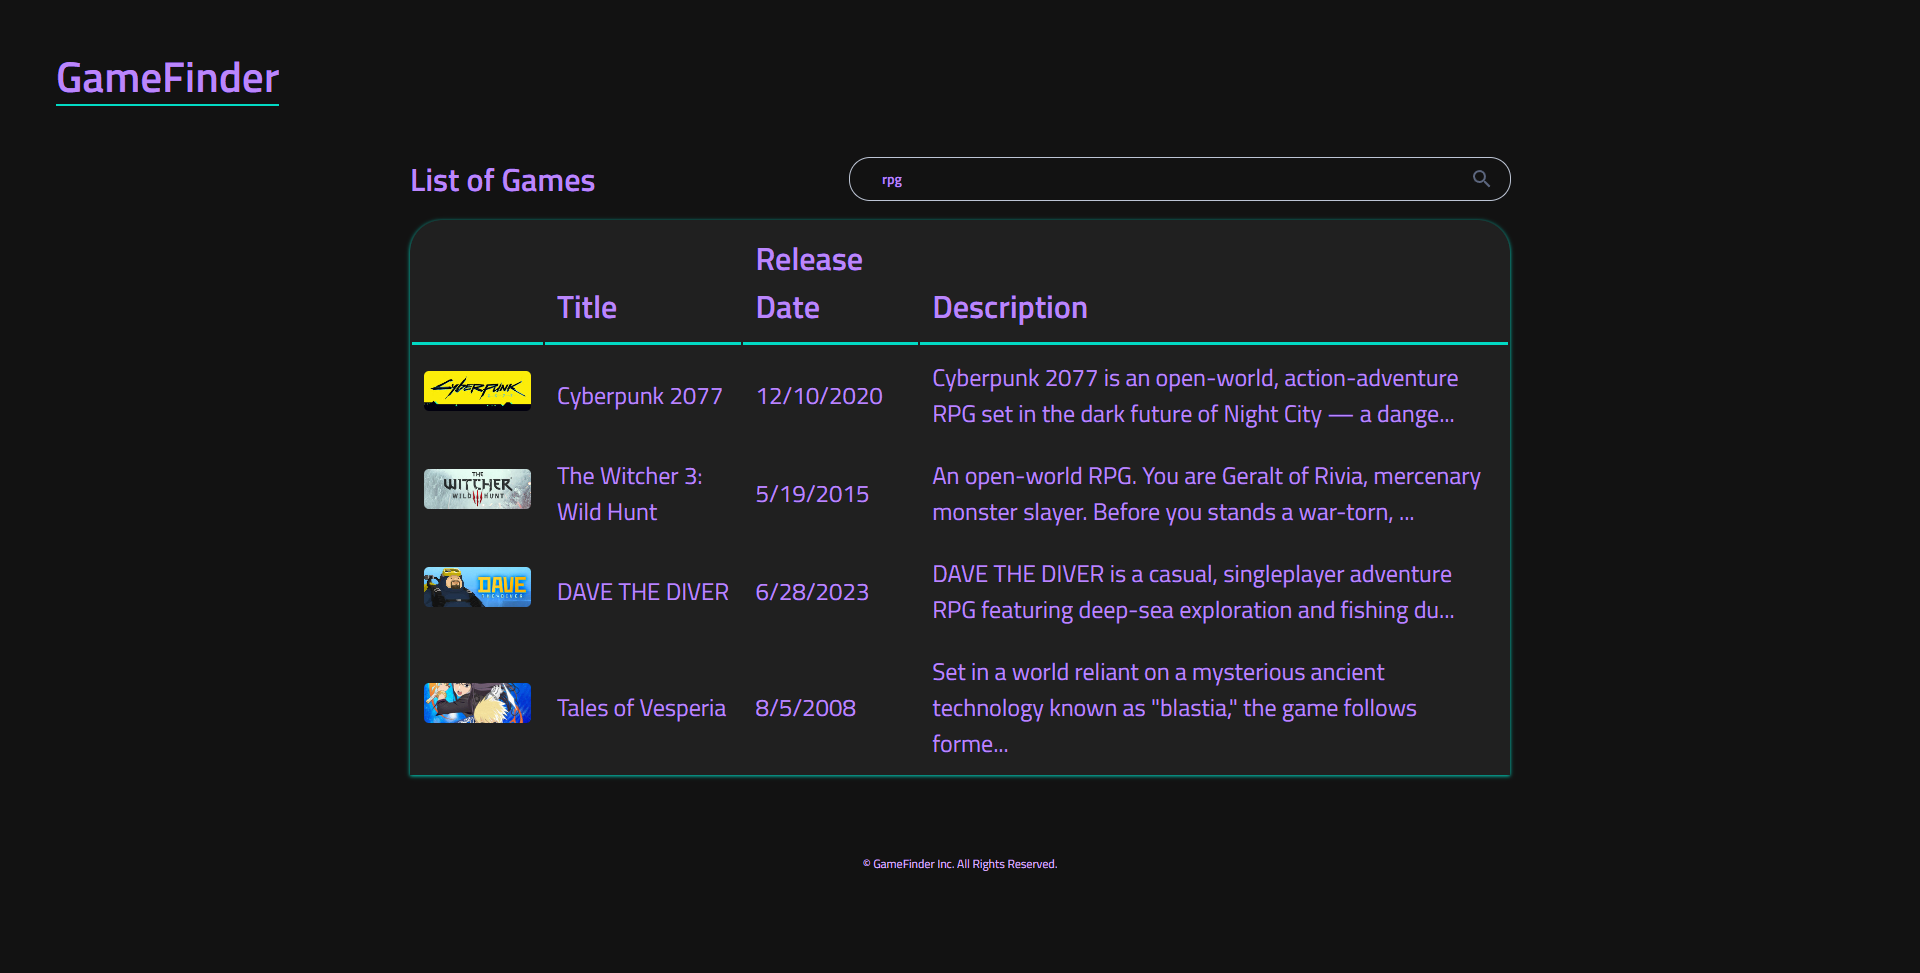 GameFinder
List of Games
rpg
Release
Title Date Description
Cyberpunk 2077 is an open-world, action-adventure
CYBERPUNK Cyberpunk 2077 12/10/2020
RPG set in the dark future of Night City — a dange...
The Witcher 3: An open-world RPG. You are Geralt of Rivia, mercenary
THE
WITCHER 5/19/2015
WILD HUNT
Wild Hunt monster slayer. Before you stands a war-torn, ...
DAVE THE DIVER is a casual, singleplayer adventure
DAVE DAVE THE DIVER 6/28/2023
THE DIVER
RPG featuring deep-sea exploration and fishing du...
Set in a world reliant on a mysterious ancient
Tales of Vesperia 8/5/2008 technology known as "blastia," the game follows
forme...
© GameFinder Inc. All Rights Reserved.